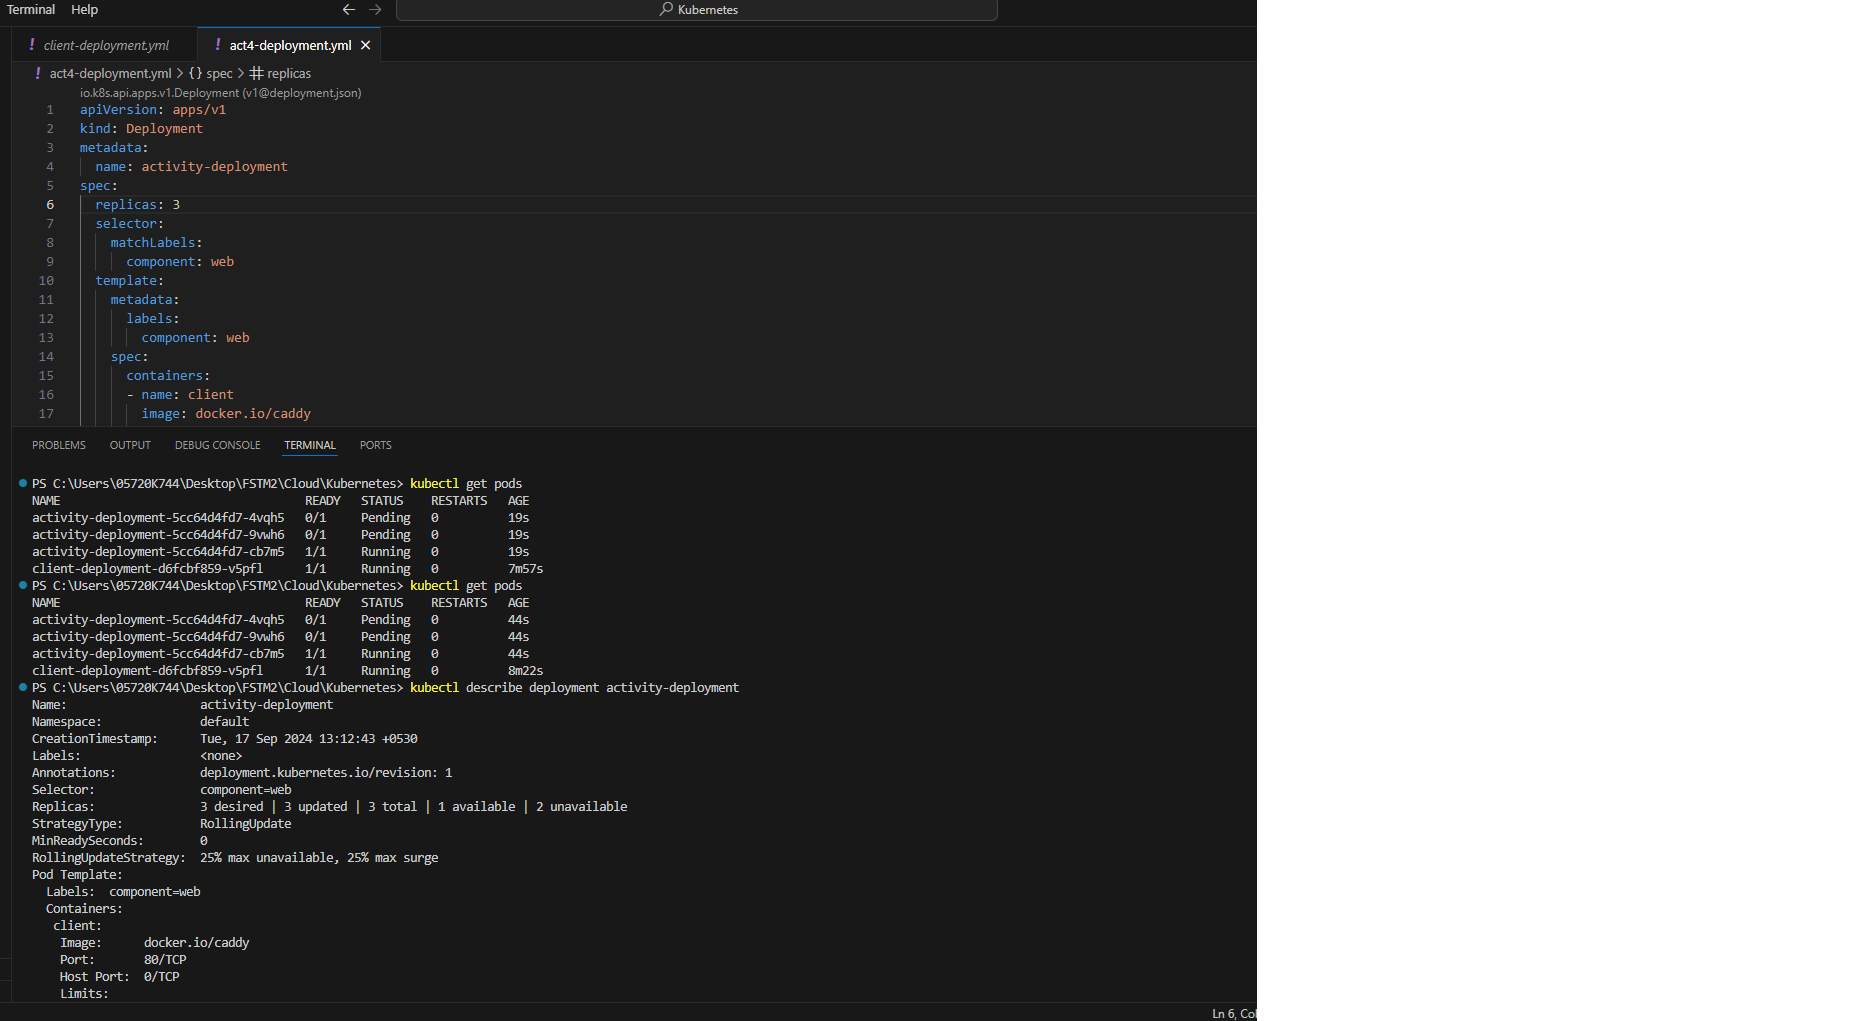 Terminal Help
Kubernetes
! client-deployment.yml ! act4-deployment.yml ×
! act4-deployment.yml > {} spec > # replicas
io.k8s.api.apps.v1.Deployment (v1@deployment.json)
1 apiVersion: apps/v1
2 kind: Deployment
3 metadata:
4 name: activity-deployment
5 spec:
6 replicas: 3
7 selector:
8 matchLabels:
9 component: web
10 template:
11 metadata:
12 labels:
13 component: web
14 spec:
15 containers:
16 - name: client
17 image: docker.io/caddy
PROBLEMS OUTPUT DEBUG CONSOLE TERMINAL PORTS
PS C:\Users\05720K744\Desktop\FSTM2\Cloud\Kubernetes> kubectl get pods
NAME READY STATUS RESTARTS AGE
activity-deployment-5cc64d4fd7-4vqh5 0/1 Pending 0 19s
activity-deployment-5cc64d4fd7-9vwh6 0/1 Pending 0 19s
activity-deployment-5cc64d4fd7-cb7m5 1/1 Running 0 19s
client-deployment-d6fcbf859-v5pfl 1/1 Running 0 7m57s
PS C:\Users\05720K744\Desktop\FSTM2\Cloud\Kubernetes> kubectl get pods
NAME READY STATUS RESTARTS AGE
activity-deployment-5cc64d4fd7-4vqh5 0/1 Pending 0 44s
activity-deployment-5cc64d4fd7-9vwh6 0/1 Pending 0 44s
activity-deployment-5cc64d4fd7-cb7m5 1/1 Running 0 44s
client-deployment-d6fcbf859-v5pfl 1/1 Running 0 8m22s
PS C:\Users\05720K744\Desktop\FSTM2\Cloud\Kubernetes> kubectl describe deployment activity-deployment
Name: activity-deployment
Namespace: default
CreationTimestamp: Tue, 17 Sep 2024 13:12:43 +0530
Labels: <none>
Annotations: deployment.kubernetes.io/revision: 1
Selector: component=web
Replicas: 3 desired | 3 updated | 3 total | 1 available | 2 unavailable
StrategyType: RollingUpdate
MinReadySeconds: 0
RollingUpdateStrategy: 25% max unavailable, 25% max surge
Pod Template:
Labels: component=web
Containers:
client:
Image: docker.io/caddy
Port: 80/TCP
Host Port: 0/TCP
Limits:
Ln 6, Col